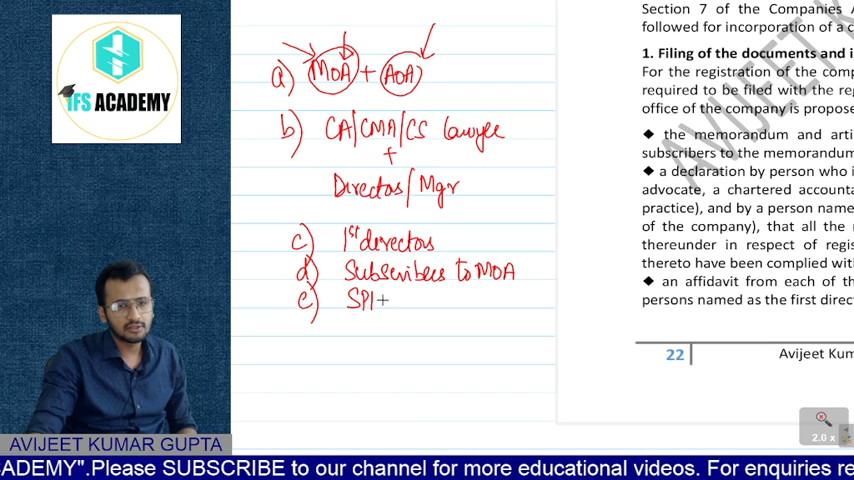 IFS ACADEMY
a) MOA + AOA
b) CA/CMA/CS lawyer
+
Directors/Mgr
c) 1st directors
d) Subscribers to MOA
e) SPI
Section 7 of the Companies A
followed for incorporation of a c
1. Filing of the documents and i
For the registration of the comp
required to be filed with the reg
office of the company is propose
◆ the memorandum and arti
subscribers to the memorandum
◆ a declaration by person who i
advocate, a chartered accounta
practice), and by a person name
of the company), that all the r
thereunder in respect of regis
thereto have been complied with
◆ an affidavit from each of th
persons named as the first direct
AVIJEET K
22
Avijeet Kum
2.0 x
AVIJEET KUMAR GUPTA
CADEMY".Please SUBSCRIBE to our channel for more educational videos. For enquiries re